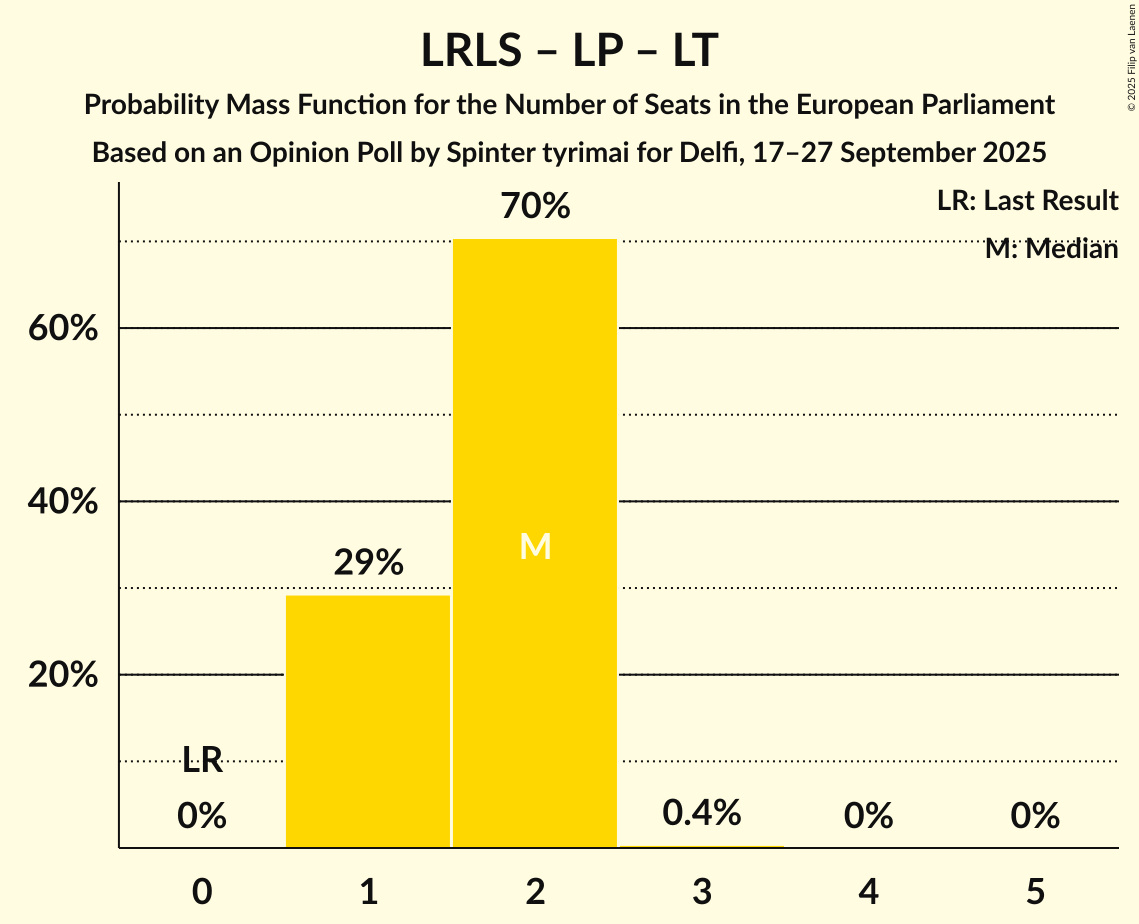 LRLS – LP – LT
Probability Mass Function for the Number of Seats in the European Parliament
Based on an Opinion Poll by Spinter tyrimai for Delfi, 17–27 September 2025
© 2025 Filip van Laenen
LR: Last Result
M: Median
70%
60%
40%
M
29%
20%
LR
0%
0.4%
0%
0%
0 1 2 3 4 5